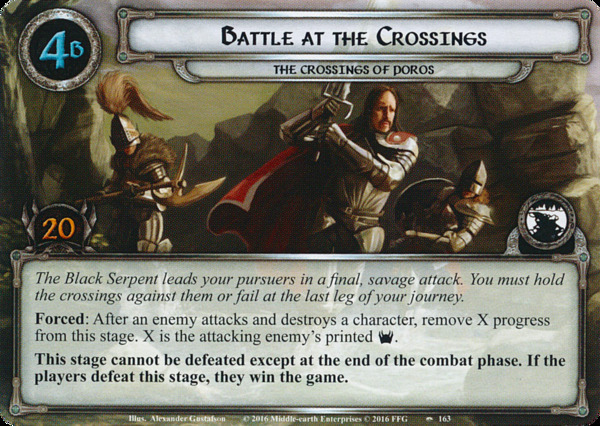 4B
BATTLE AT THE CROSSINGS
THE CROSSINGS OF POROS
20
The Black Serpent leads your pursuers in a final, savage attack. You must hold
the crossings against them or fail at the last leg of your journey.
Forced: After an enemy attacks and destroys a character, remove X progress
from this stage. X is the attacking enemy's printed .
This stage cannot be defeated except at the end of the combat phase. If the
players defeat this stage, they win the game.
Illus. Alexander Gustafson © 2016 Middle-earth Enterprises © 2016 FFG 163